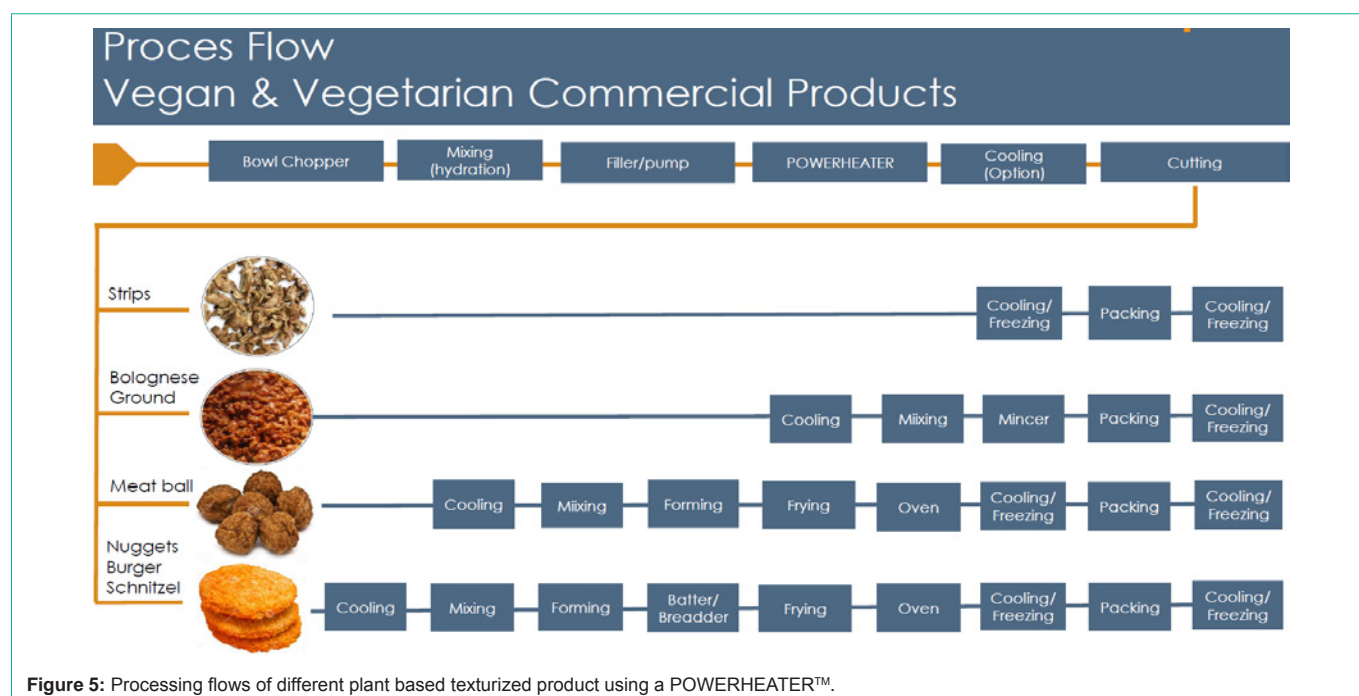 Proces Flow
Vegan & Vegetarian Commercial Products
Bowl Chopper
Mixing
(hydration)
Filler/pump
POWERHEATER
Cooling
(Option)
Cutting
Strips
Cooling/
Freezing
Packing
Cooling/
Freezing
Bolognese
Ground
Cooling
Miixing
Mincer
Packing
Cooling/
Freezing
Meat ball
Cooling
Miixing
Forming
Frying
Oven
Cooling/
Freezing
Packing
Cooling/
Freezing
Nuggets
Burger
Schnitzel
Cooling
Mixing
Forming
Batter/
Breadder
Frying
Oven
Cooling/
Freezing
Packing
Cooling/
Freezing
Figure 5: Processing flows of different plant based texturized product using a POWERHEATER™.